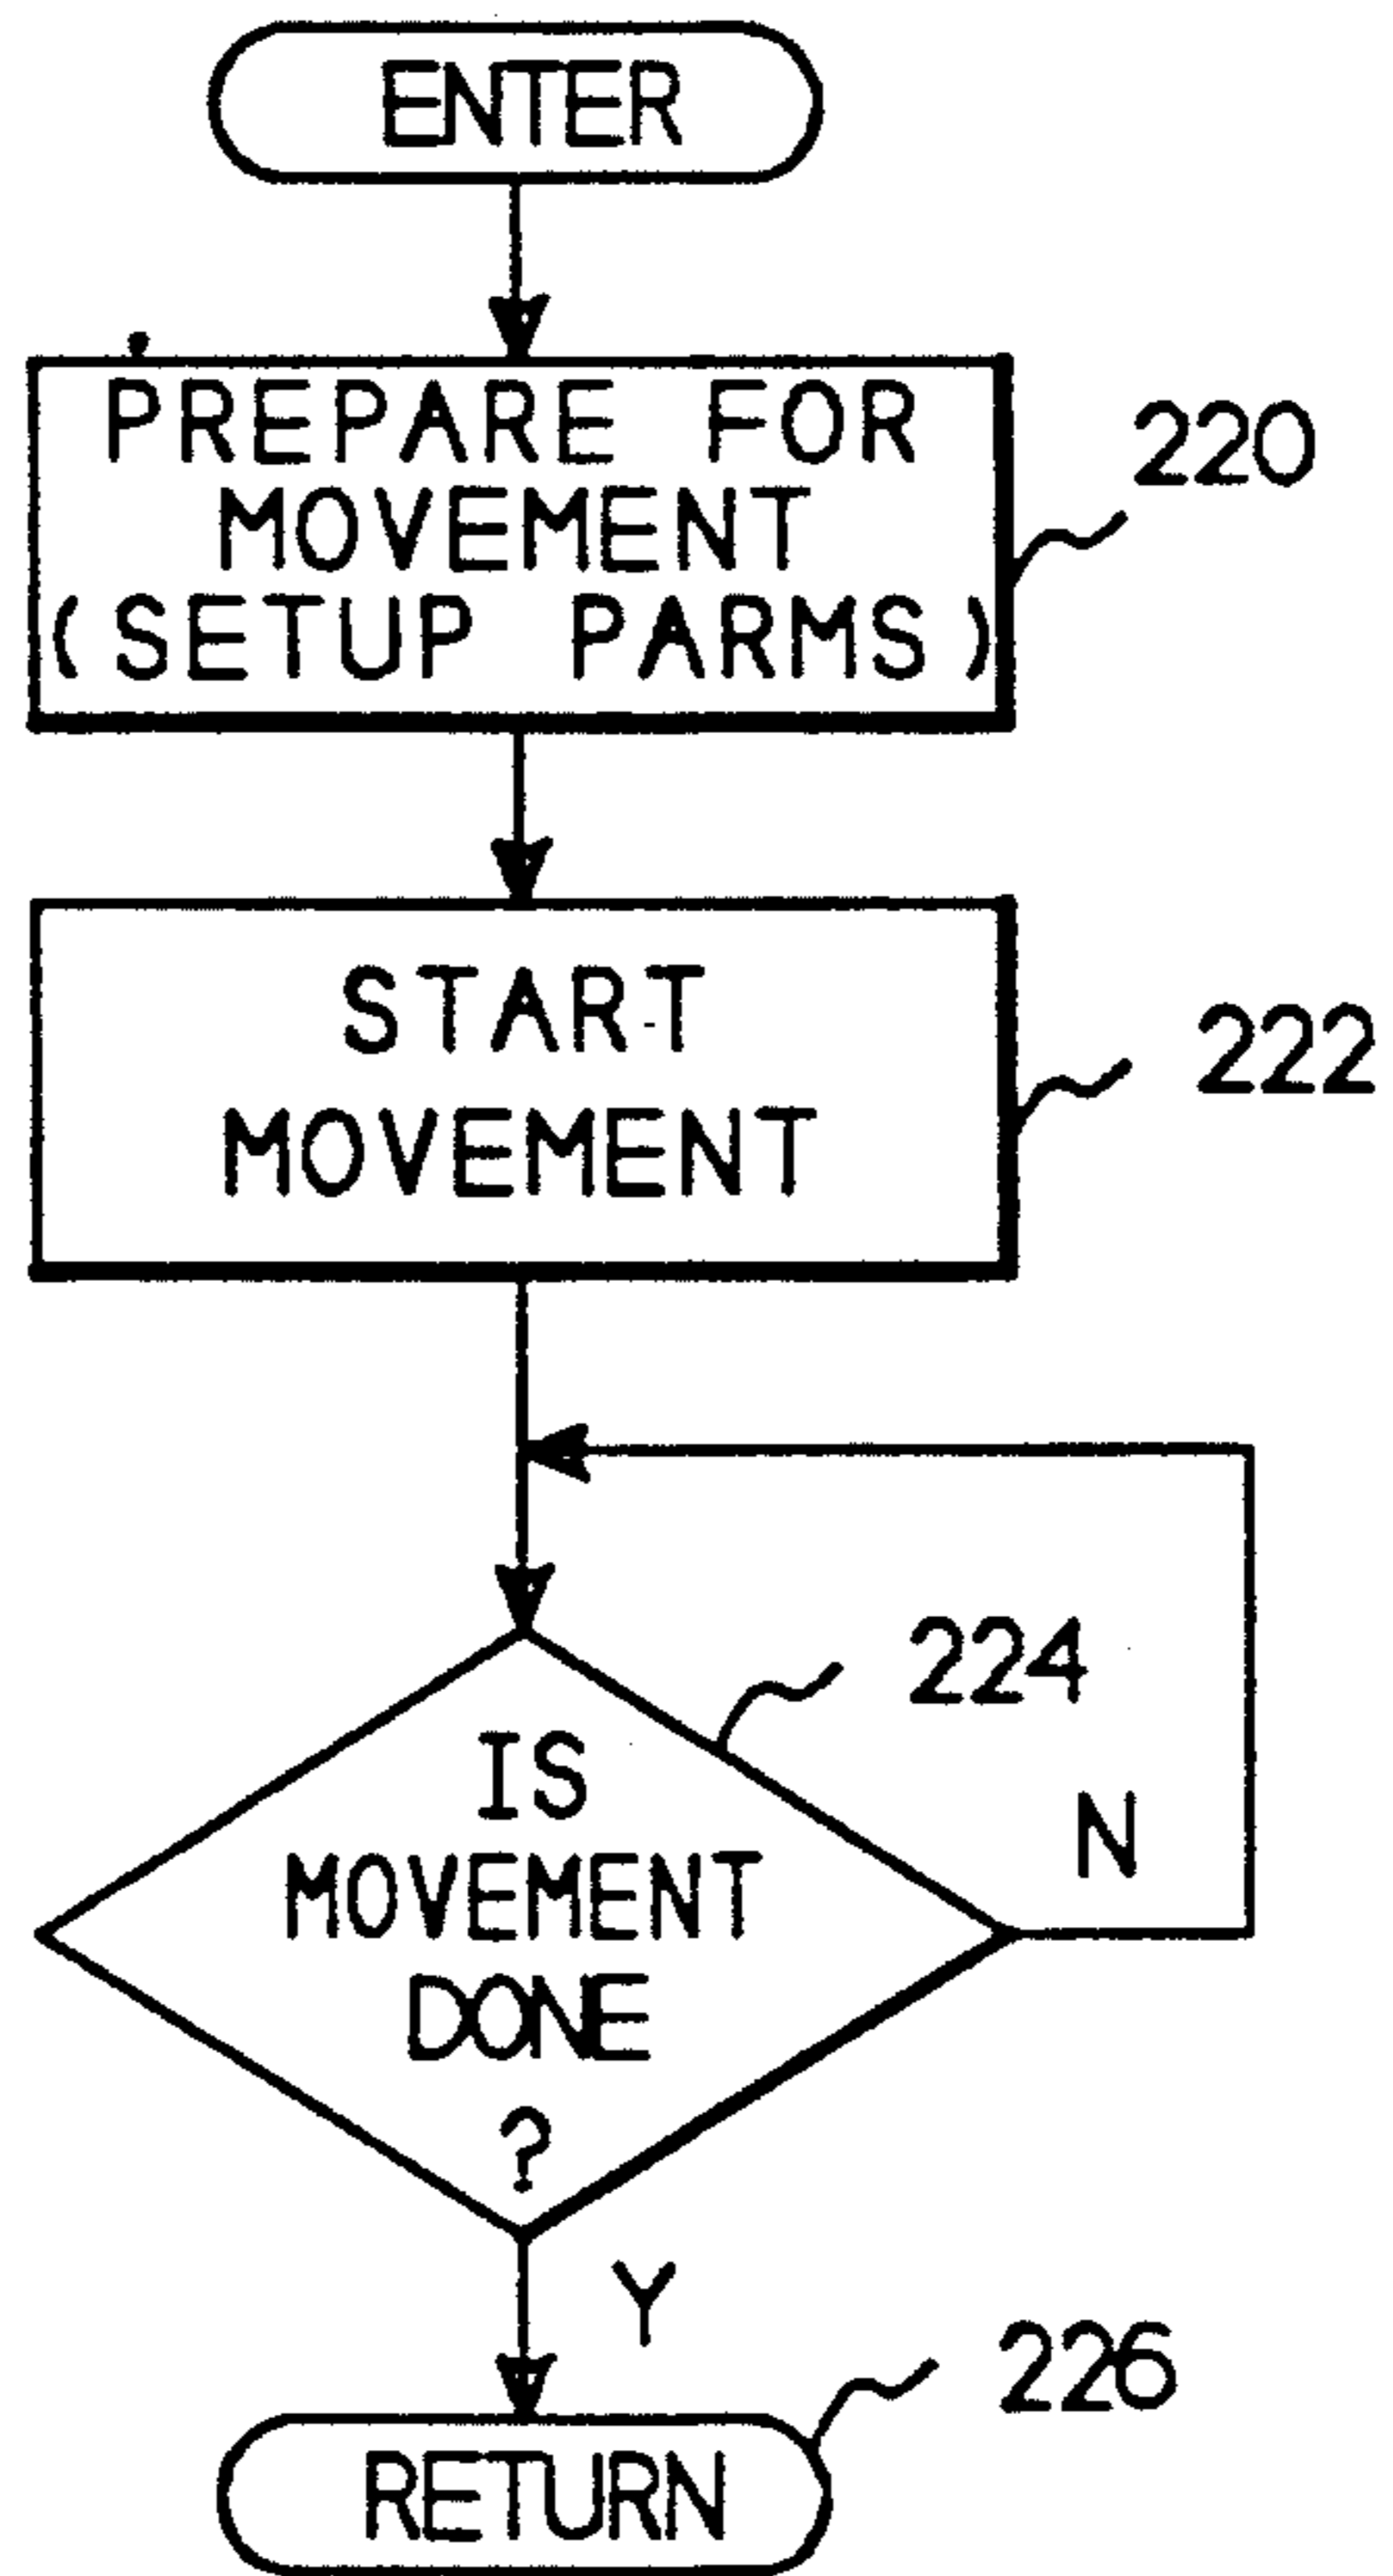 ENTER
PREPARE FOR
MOVEMENT
(SETUP PARMS)
220
START
MOVEMENT
222
224
IS
MOVEMENT
DONE
?
N
Y
226
RETURN